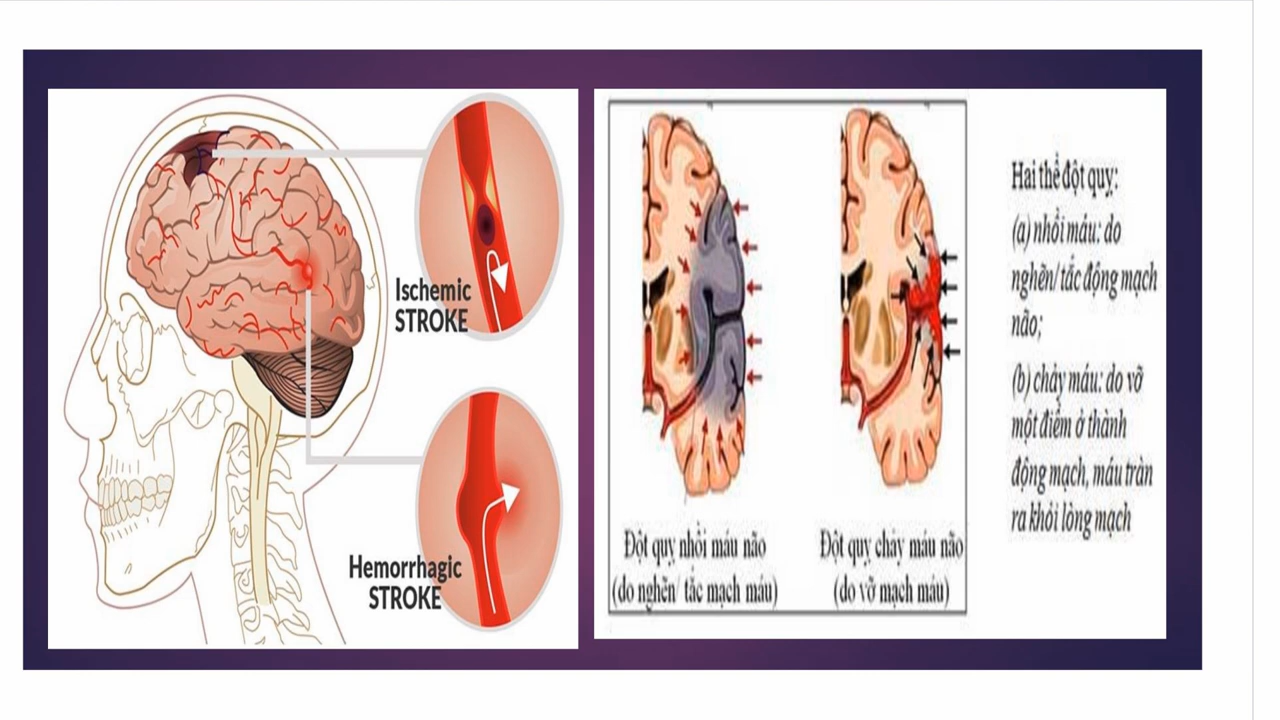 Ischemic
STROKE
Hemorrhagic
STROKE
Đột quỵ nhồi máu não
(do nghẽn/ tắc mạch máu)
Đột quỵ chảy máu não
(do vỡ mạch máu)
Hai thể đột quỵ:
(a) nhồi máu: do
nghẽn/ tắc động mạch
não;
(b) chảy máu: do vỡ
một điểm ở thành
động mạch, máu tràn
ra khỏi lòng mạch